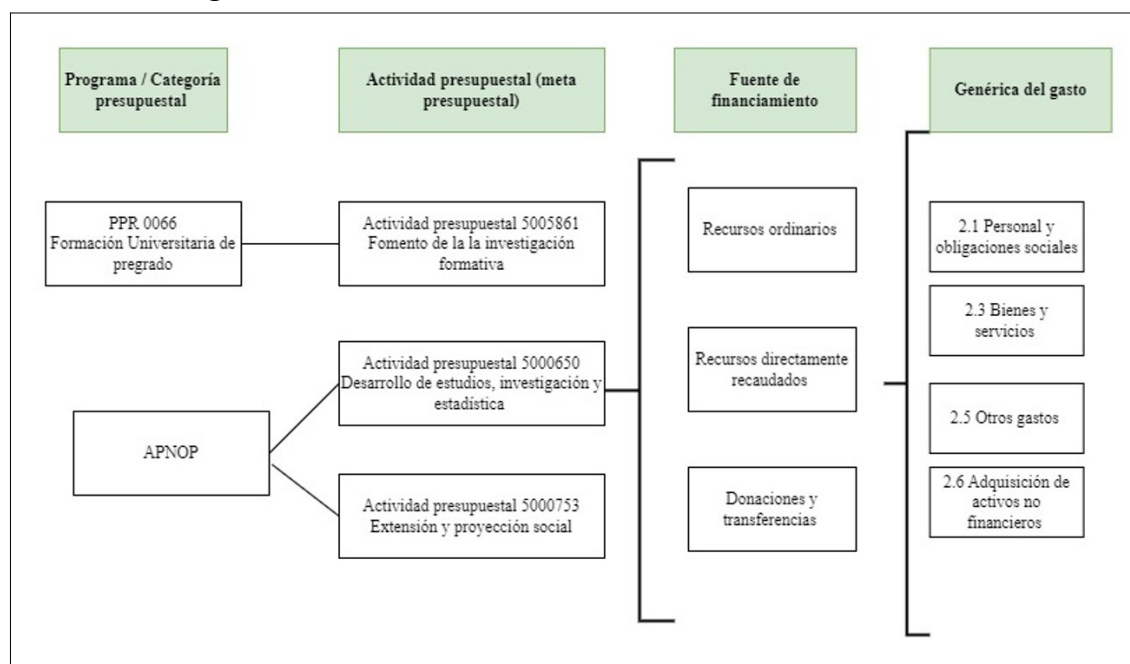 Programa / Categoría
presupuestal
Actividad presupuestal (meta
presupuestal)
Fuente de
financiamiento
Genérica del gasto
PPR 0066
Formación Universitaria de
pregrado
Actividad presupuestal 5005861
Fomento de la la investigación
formativa
Actividad presupuestal 5000650
Desarrollo de estudios, investigación y
estadística
APNOP
Actividad presupuestal 5000753
Extensión y proyección social
Recursos ordinarios
Recursos directamente
recaudados
Donaciones y
transferencias
2.1 Personal y
obligaciones sociales
2.3 Bienes y
servicios
2.5 Otros gastos
2.6 Adquisición de
activos no
financieros